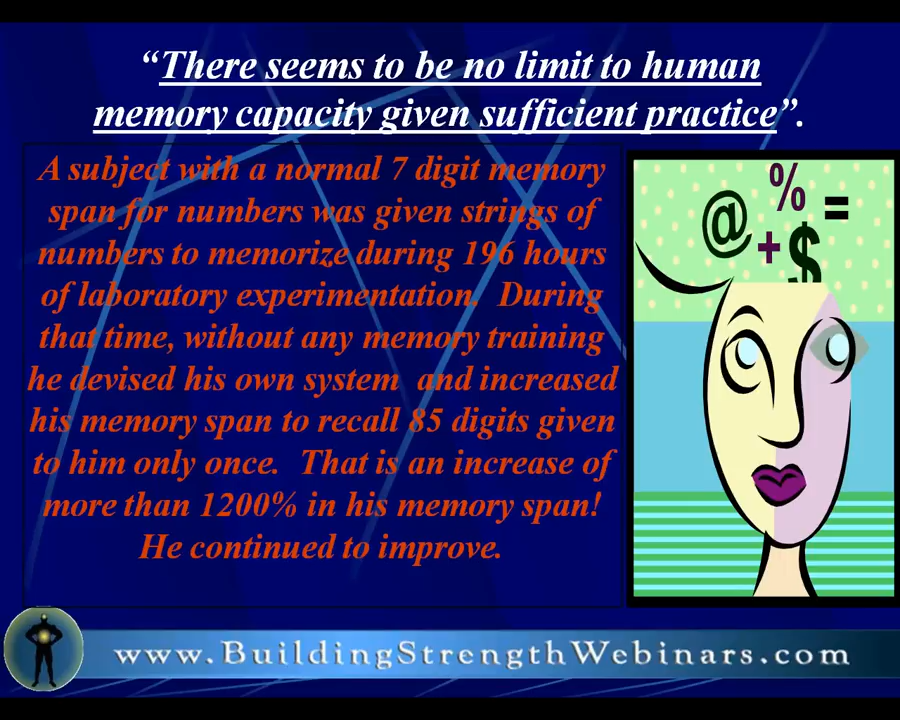 “There seems to be no limit to human
memory capacity given sufficient practice”.
A subject with a normal 7 digit memory
span for numbers was given strings of
numbers to memorize during 196 hours
of laboratory experimentation. During
that time, without any memory training
he devised his own system and increased
his memory span to recall 85 digits given
to him only once. That is an increase of
more than 1200% in his memory span!
He continued to improve.
@ % + $ =
www.BuildingStrengthWebinars.com